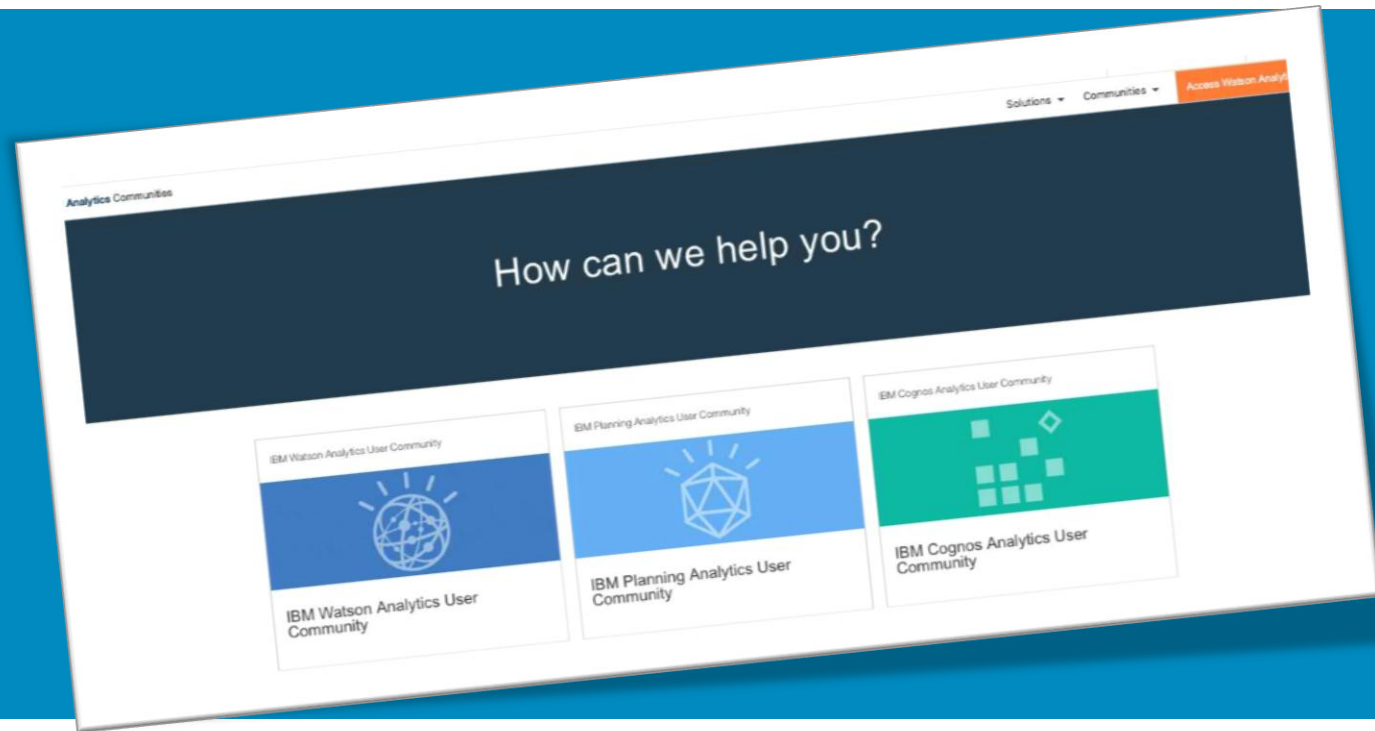 Solutions Communities Access Watson
Analytics Communities
How can we help you?
IBM Watson Analytics User Community
IBM Planning Analytics User Community
IBM Cognos Analytics User Community
IBM Watson Analytics User
Community
IBM Planning Analytics User
Community
IBM Cognos Analytics User
Community